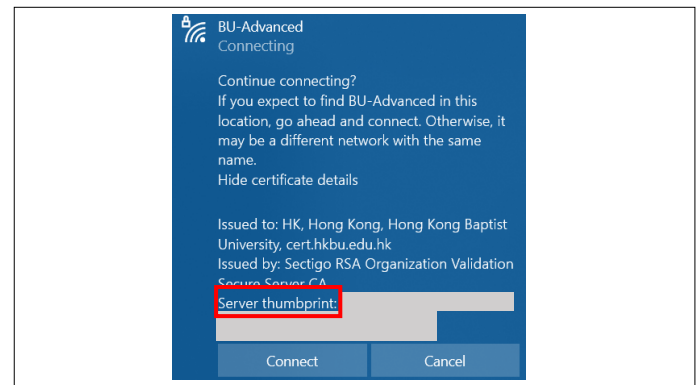 BU-Advanced
Connecting
Continue connecting?
If you expect to find BU-Advanced in this
location, go ahead and connect. Otherwise, it
may be a different network with the same
name.
Hide certificate details
Issued to: HK, Hong Kong, Hong Kong Baptist
University, cert.hkbu.edu.hk
Issued by: Sectigo RSA Organization Validation
Secure Server CA
Server thumbprint:
Connect
Cancel